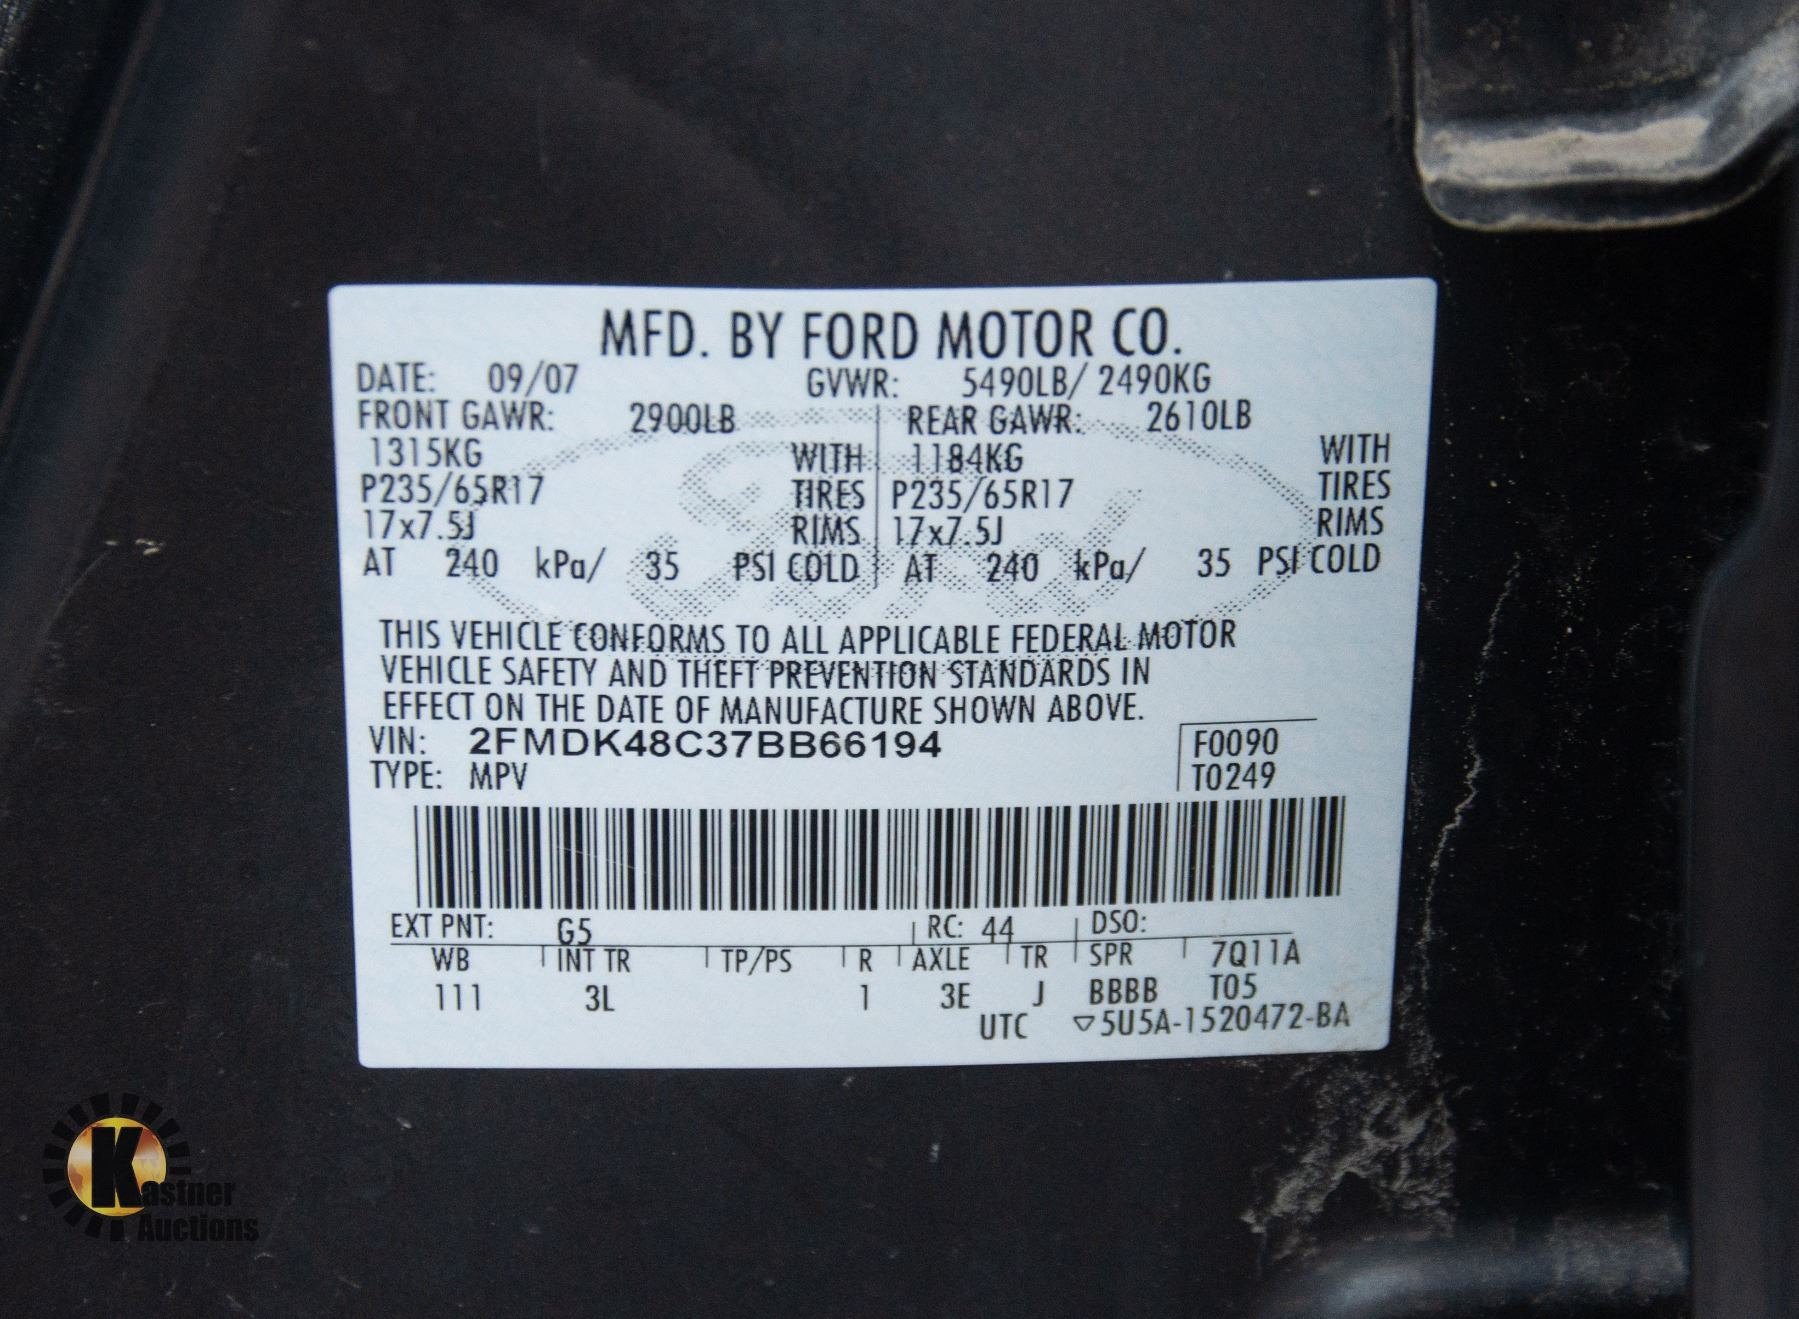 MFD. BY FORD MOTOR CO.
DATE: 09/07 GVWR: 5490LB/ 2490KG
FRONT GAWR: 2900LB REAR GAWR: 2610LB
1315KG WITH 1184KG WITH
P235/65R17 TIRES P235/65R17 TIRES
17x7.5J RIMS 17x7.5J RIMS
AT 240 kPa/ 35 PSI COLD AT 240 kPa/ 35 PSI COLD
Ford
THIS VEHICLE CONFORMS TO ALL APPLICABLE FEDERAL MOTOR
VEHICLE SAFETY AND THEFT PREVENTION STANDARDS IN
EFFECT ON THE DATE OF MANUFACTURE SHOWN ABOVE.
VIN: 2FMDK48C37BB66194 F0090
TYPE: MPV T0249
EXT PNT: G5 RC: 44 DSO:
WB INT TR TP/PS R AXLE TR SPR 7Q11A
111 3L 1 3E J BBBB T05
UTC ▽5U5A-1520472-BA
Kastner
Auctions